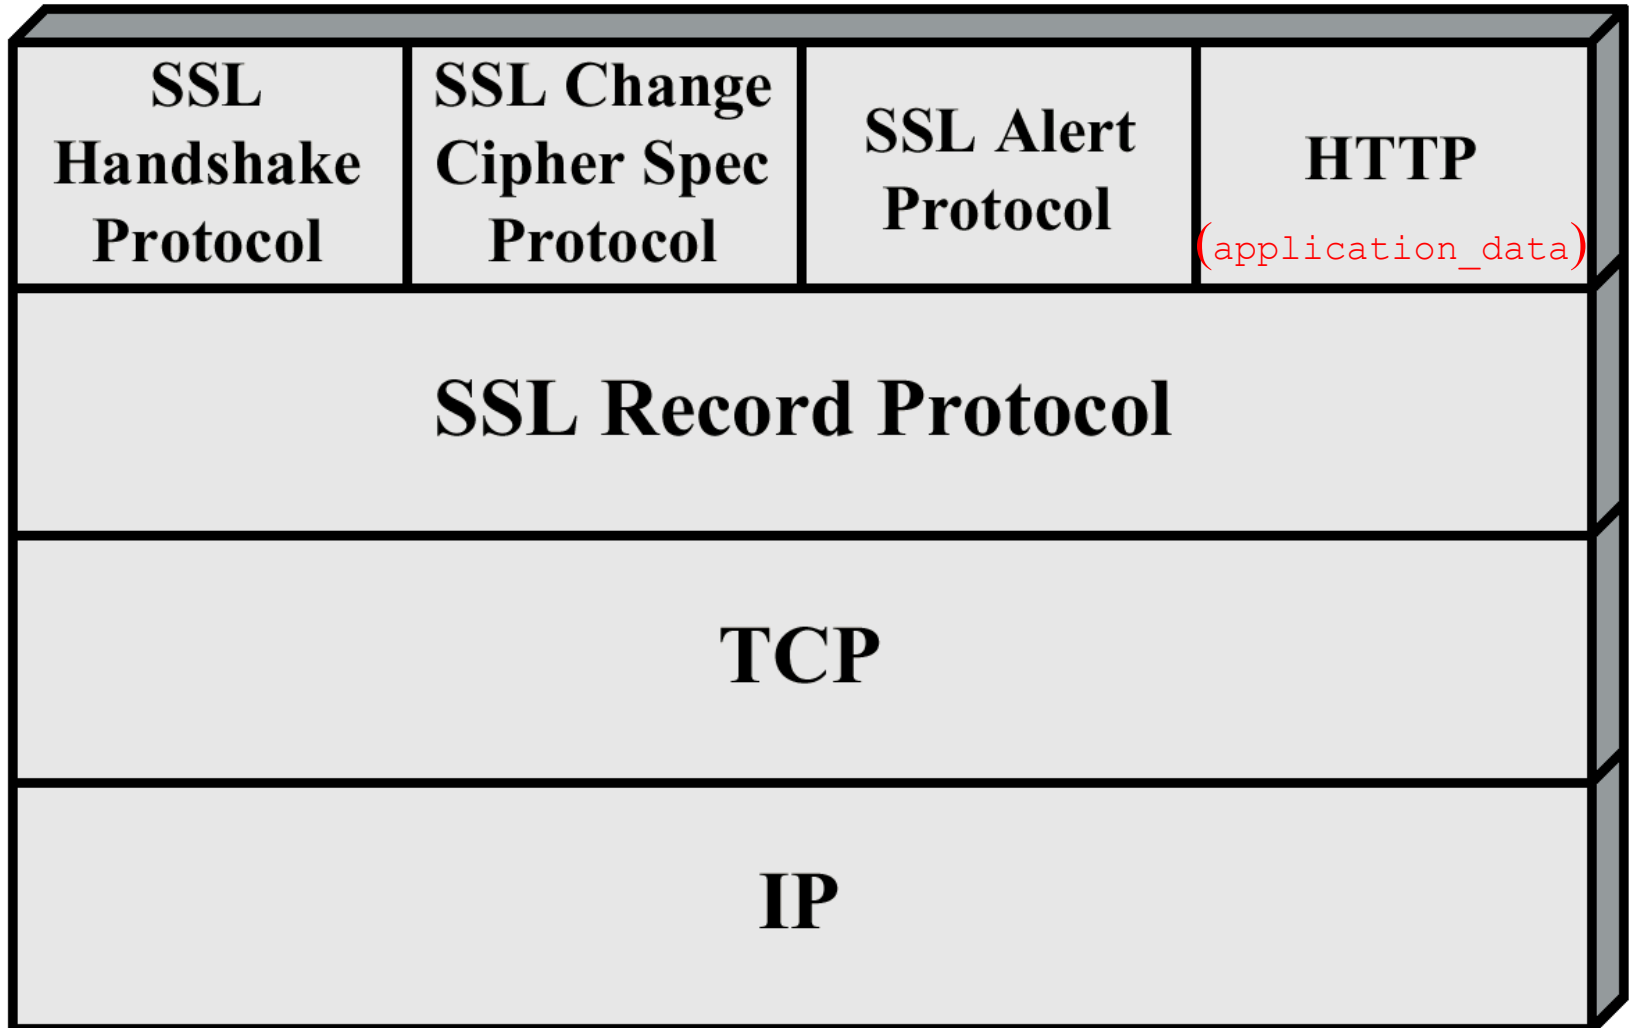 SSL
Handshake
Protocol
SSL Change
Cipher Spec
Protocol
SSL Alert
Protocol
HTTP
(application_data)
SSL Record Protocol
TCP
IP